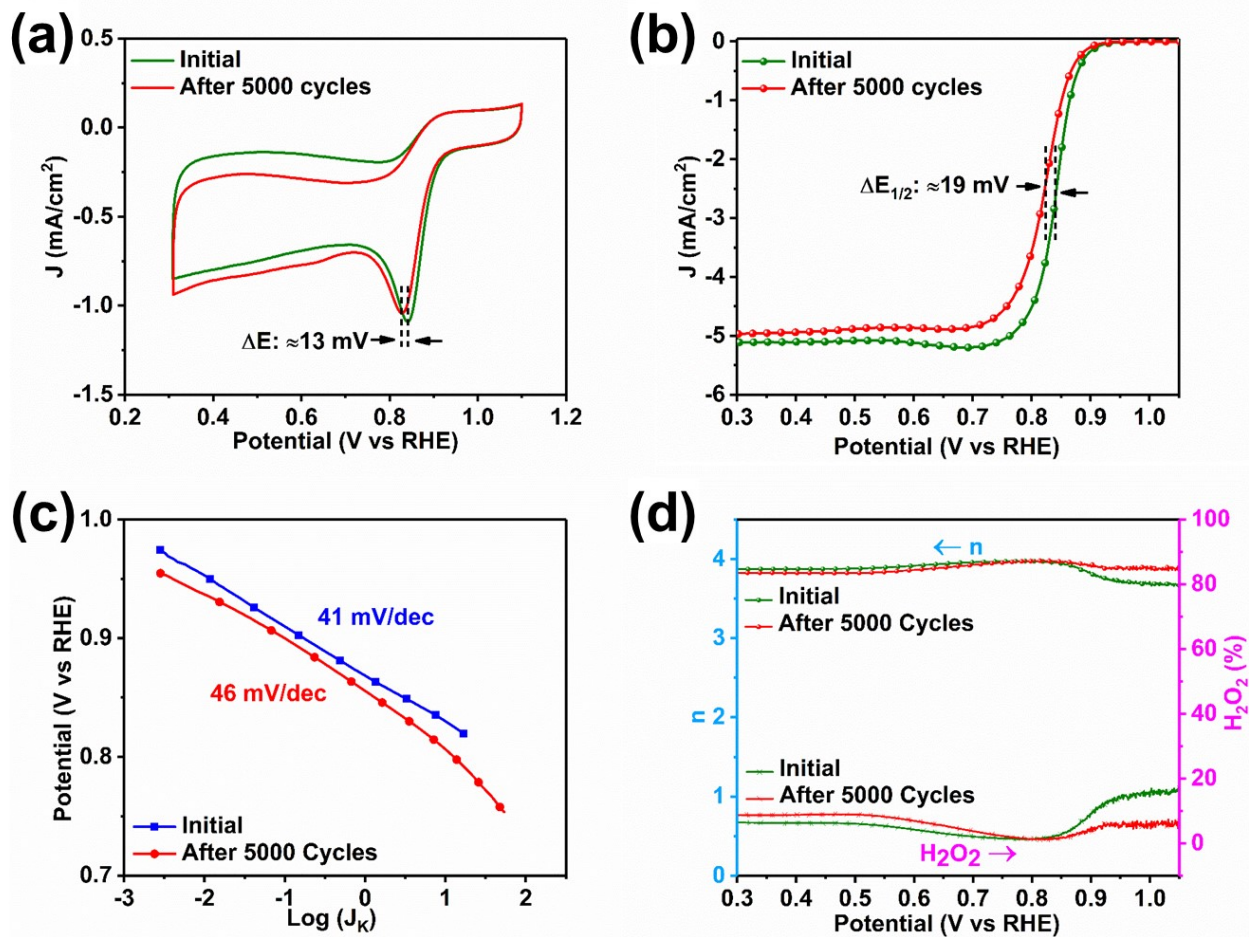 (a)
Initial
After 5000 cycles
ΔE: ≈13 mV
J (mA/cm²)
0.5
0.0
-0.5
-1.0
-1.5
0.2 0.4 0.6 0.8 1.0 1.2
Potential (V vs RHE)
(b)
Initial
After 5000 cycles
ΔE1/2: ≈19 mV
J (mA/cm²)
0
-1
-2
-3
-4
-5
-6
0.3 0.4 0.5 0.6 0.7 0.8 0.9 1.0
Potential (V vs RHE)
(c)
41 mV/dec
46 mV/dec
Initial
After 5000 Cycles
Potential (V vs RHE)
1.0
0.9
0.8
0.7
-3 -2 -1 0 1 2
Log (JK)
(d)
← n
Initial
After 5000 Cycles
Initial
After 5000 Cycles
H2O2 →
n
4
3
2
1
0
H2O2 (%)
100
80
60
40
20
0
0.3 0.4 0.5 0.6 0.7 0.8 0.9 1.0
Potential (V vs RHE)